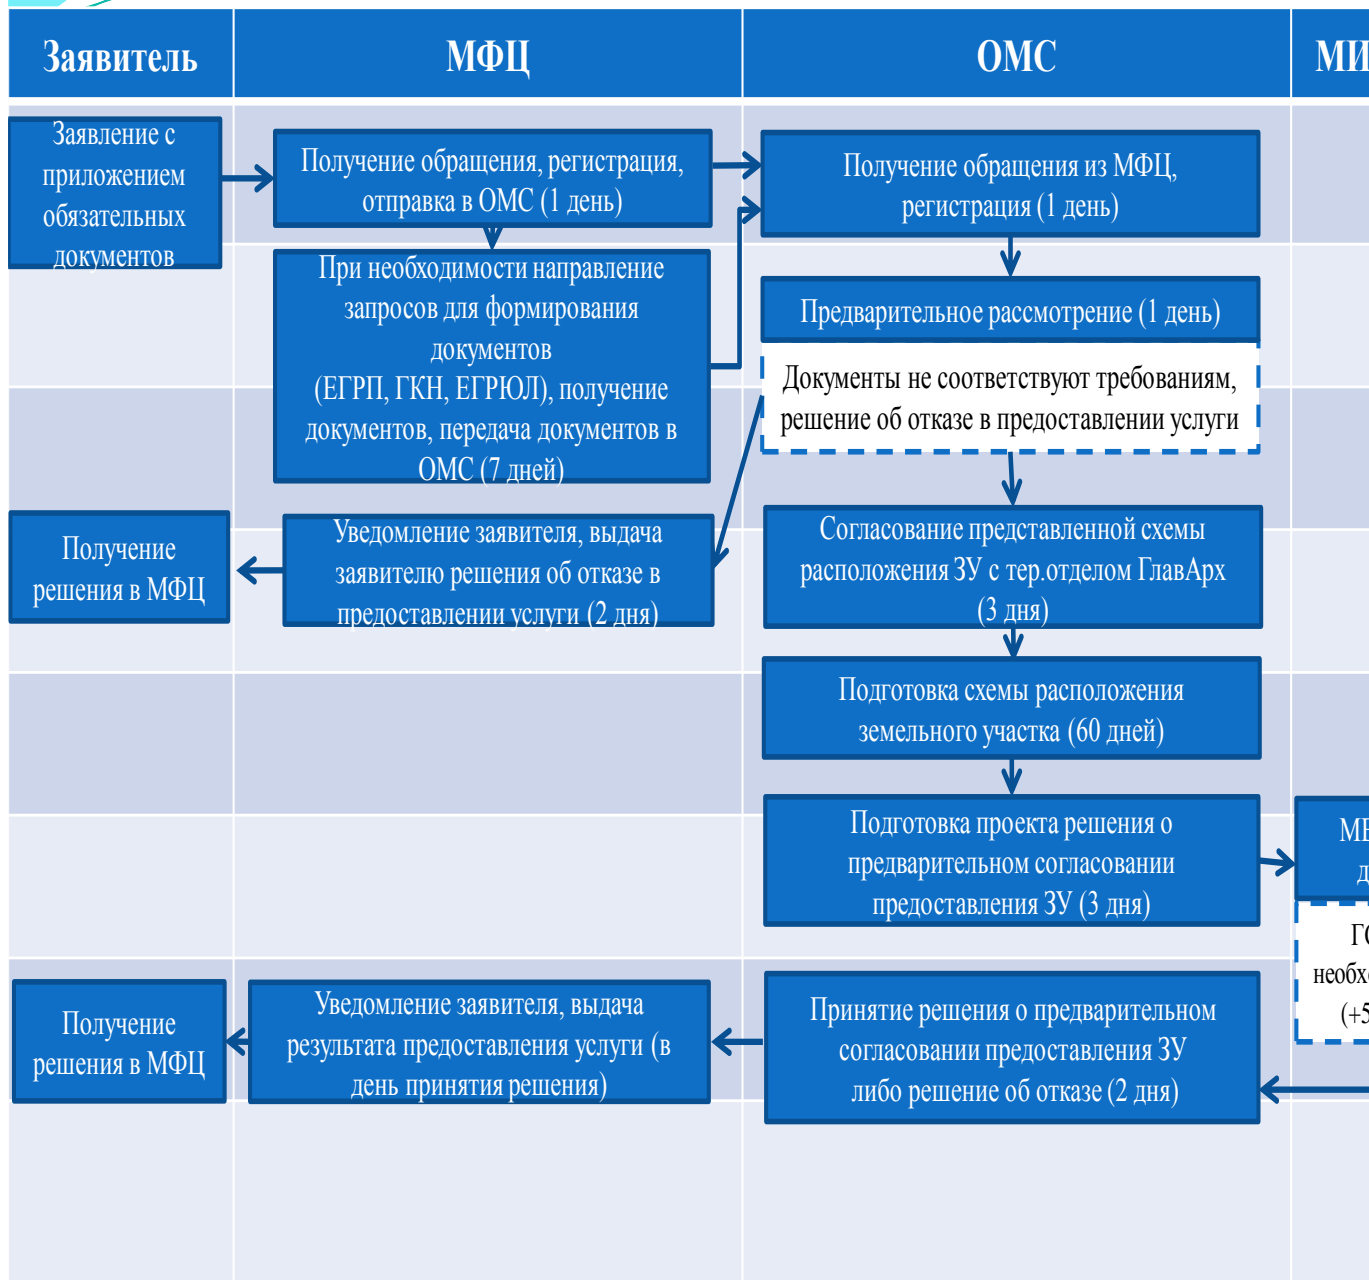 Заявитель
МФЦ
ОМС
Заявление с
приложением
обязательных
документов
Получение обращения, регистрация,
отправка в ОМС (1 день)
Получение обращения из МФЦ,
регистрация (1 день)
При необходимости направление
запросов для формирования
документов
(ЕГРП, ГКН, ЕГРЮЛ), получение
документов, передача документов в
ОМС (7 дней)
Предварительное рассмотрение (1 день)
Документы не соответствуют требованиям,
решение об отказе в предоставлении услуги
Получение
решения в МФЦ
Уведомление заявителя, выдача
заявителю решения об отказе в
предоставлении услуги (2 дня)
Согласование представленной схемы
расположения ЗУ с тер.отделом ГлавАрх
(3 дня)
Подготовка схемы расположения
земельного участка (60 дней)
Подготовка проекта решения о
предварительном согласовании
предоставления ЗУ (3 дня)
(+5
Получение
решения в МФЦ
Уведомление заявителя, выдача
результата предоставления услуги (в
день принятия решения)
Принятие решения о предварительном
согласовании предоставления ЗУ
либо решение об отказе (2 дня)